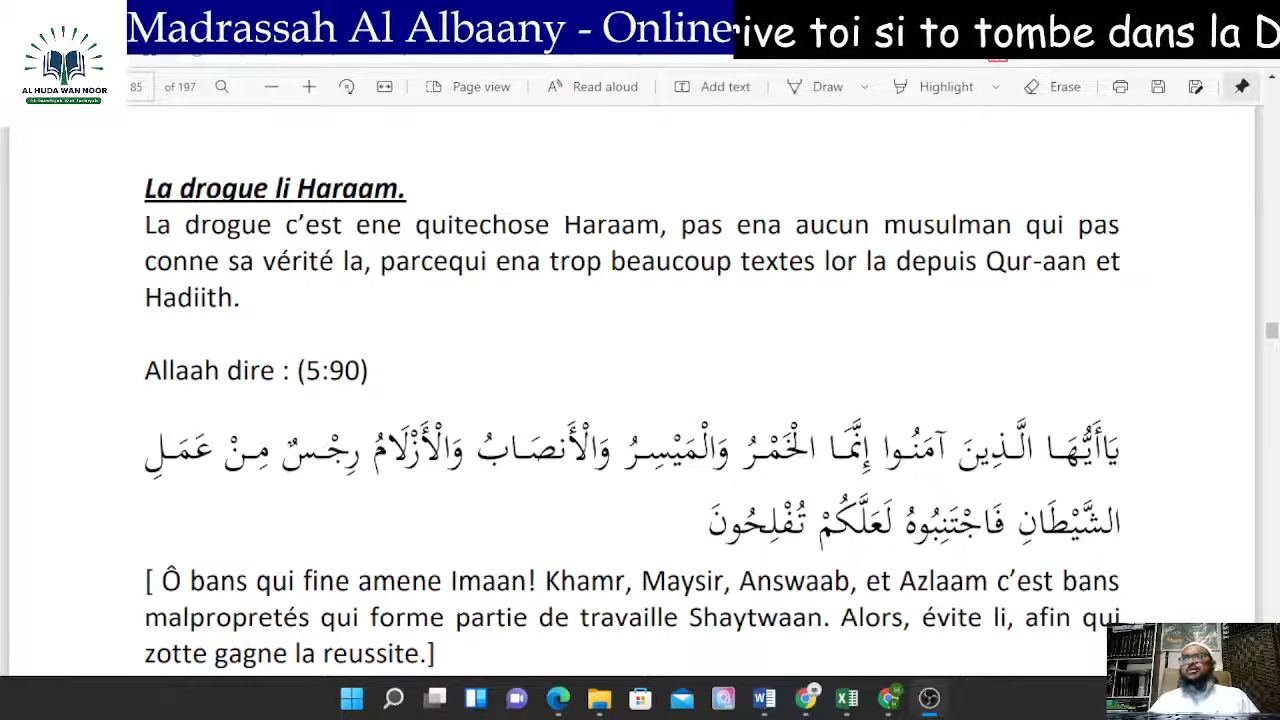 Madrassah Al Albaany - Online
rive toi si to tombe dans la D
AL HUDA WAN NOOR
85 of 197 Page view Read aloud Add text Draw Highlight Erase
La drogue li Haraam.
La drogue c’est ene quitechose Haraam, pas ena aucun musulman qui pas
conne sa vérité la, parcequi ena trop beaucoup textes lor la depuis Qur-aan et
Hadiith.
Allaah dire : (5:90)
يَاأَيُّهَا الَّذِينَ آمَنُوا إِنَّمَا الْخَمْرُ وَالْمَيْسِرُ وَالْأَنصَابُ وَالْأَزْلَامُ رِجْسٌ مِنْ عَمَلِ
الشَّيْطَانِ فَاجْتَنِبُوهُ لَعَلَّكُمْ تُفْلِحُونَ
[ Ô bans qui fine amene Imaan! Khamr, Maysir, Answaab, et Azlaam c’est bans
malpropretés qui forme partie de travaille Shaytwaan. Alors, évite li, afin qui
zotte gagne la reussite.]